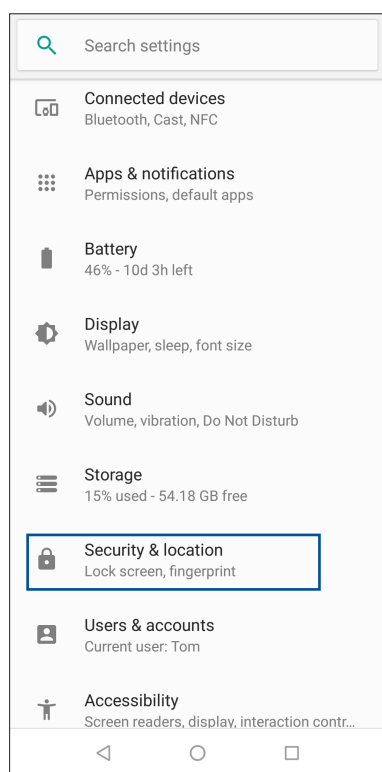 Search settings
Connected devices
Bluetooth, Cast, NFC
Apps & notifications
Permissions, default apps
Battery
46% - 10d 3h left
Display
Wallpaper, sleep, font size
Sound
Volume, vibration, Do Not Disturb
Storage
15% used - 54.18 GB free
Security & location
Lock screen, fingerprint
Users & accounts
Current user: Tom
Accessibility
Screen readers, display, interaction contr...